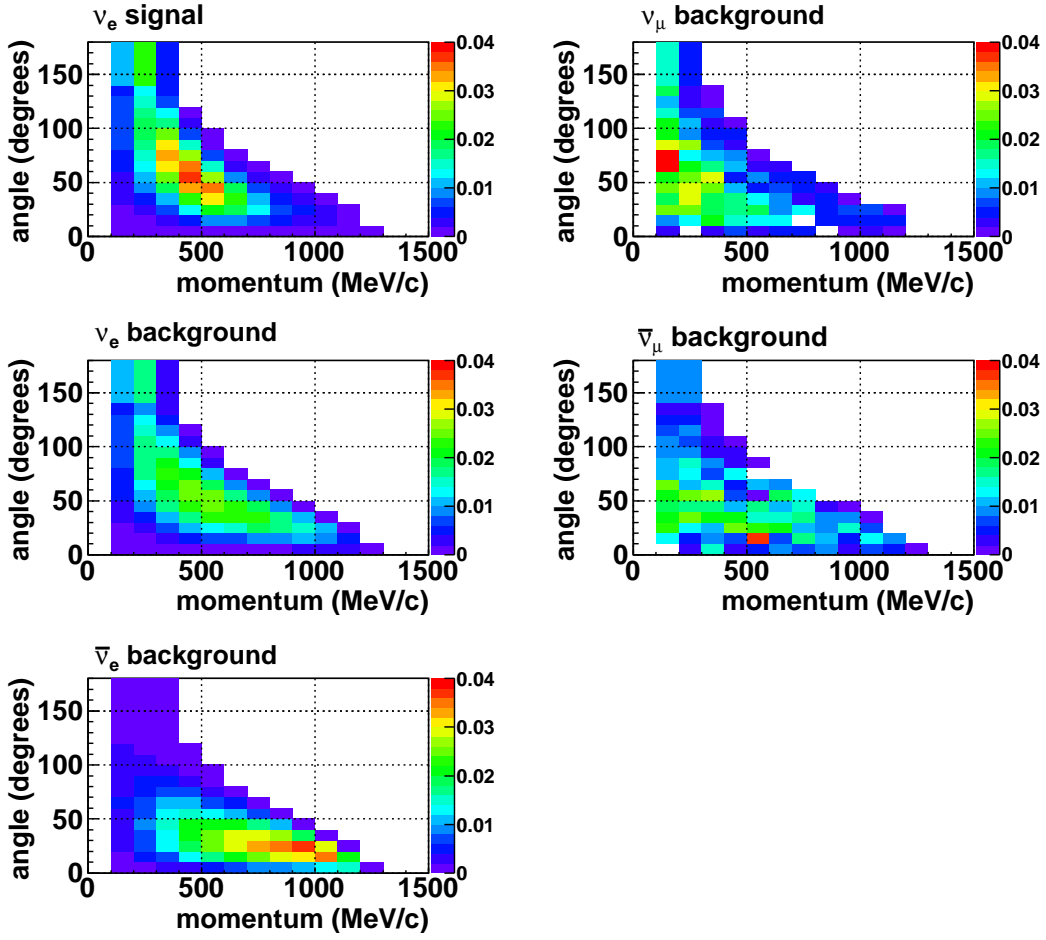 νe signal
angle (degrees)
150
100
50
0
0 500 1000 1500
momentum (MeV/c)
0.04
0.03
0.02
0.01
0
νμ background
angle (degrees)
150
100
50
0
0 500 1000 1500
momentum (MeV/c)
0.04
0.03
0.02
0.01
0
νe background
angle (degrees)
150
100
50
0
0 500 1000 1500
momentum (MeV/c)
0.04
0.03
0.02
0.01
0
ν̅μ background
angle (degrees)
150
100
50
0
0 500 1000 1500
momentum (MeV/c)
0.04
0.03
0.02
0.01
0
ν̅e background
angle (degrees)
150
100
50
0
0 500 1000 1500
momentum (MeV/c)
0.04
0.03
0.02
0.01
0